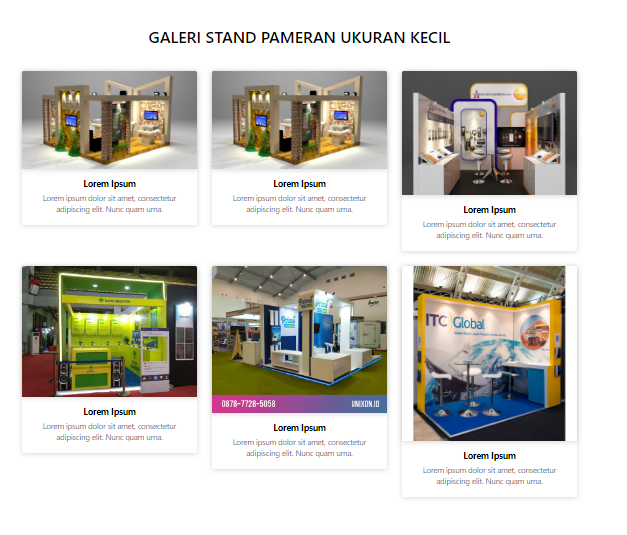 GALERI STAND PAMERAN UKURAN KECIL
Lorem Ipsum
Lorem ipsum dolor sit amet, consectetur
adipiscing elit. Nunc quam urna.
Lorem Ipsum
Lorem ipsum dolor sit amet, consectetur
adipiscing elit. Nunc quam urna.
Lorem Ipsum
Lorem ipsum dolor sit amet, consectetur
adipiscing elit. Nunc quam urna.
ITC Global
0878-7728-5058
UNIXON.ID
Lorem Ipsum
Lorem ipsum dolor sit amet, consectetur
adipiscing elit. Nunc quam urna.
Lorem Ipsum
Lorem ipsum dolor sit amet, consectetur
adipiscing elit. Nunc quam urna.
Lorem Ipsum
Lorem ipsum dolor sit amet, consectetur
adipiscing elit. Nunc quam urna.